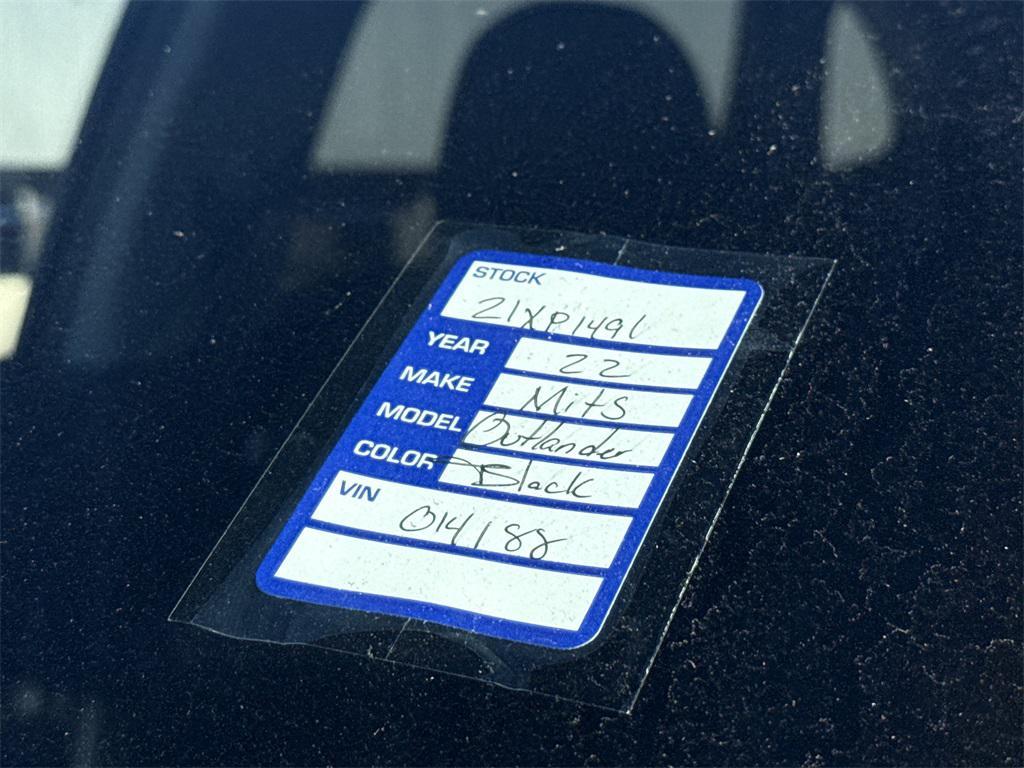 STOCK
21XP1491
YEAR 22
MAKE Mits
MODEL Outlander
COLOR Black
VIN
014188